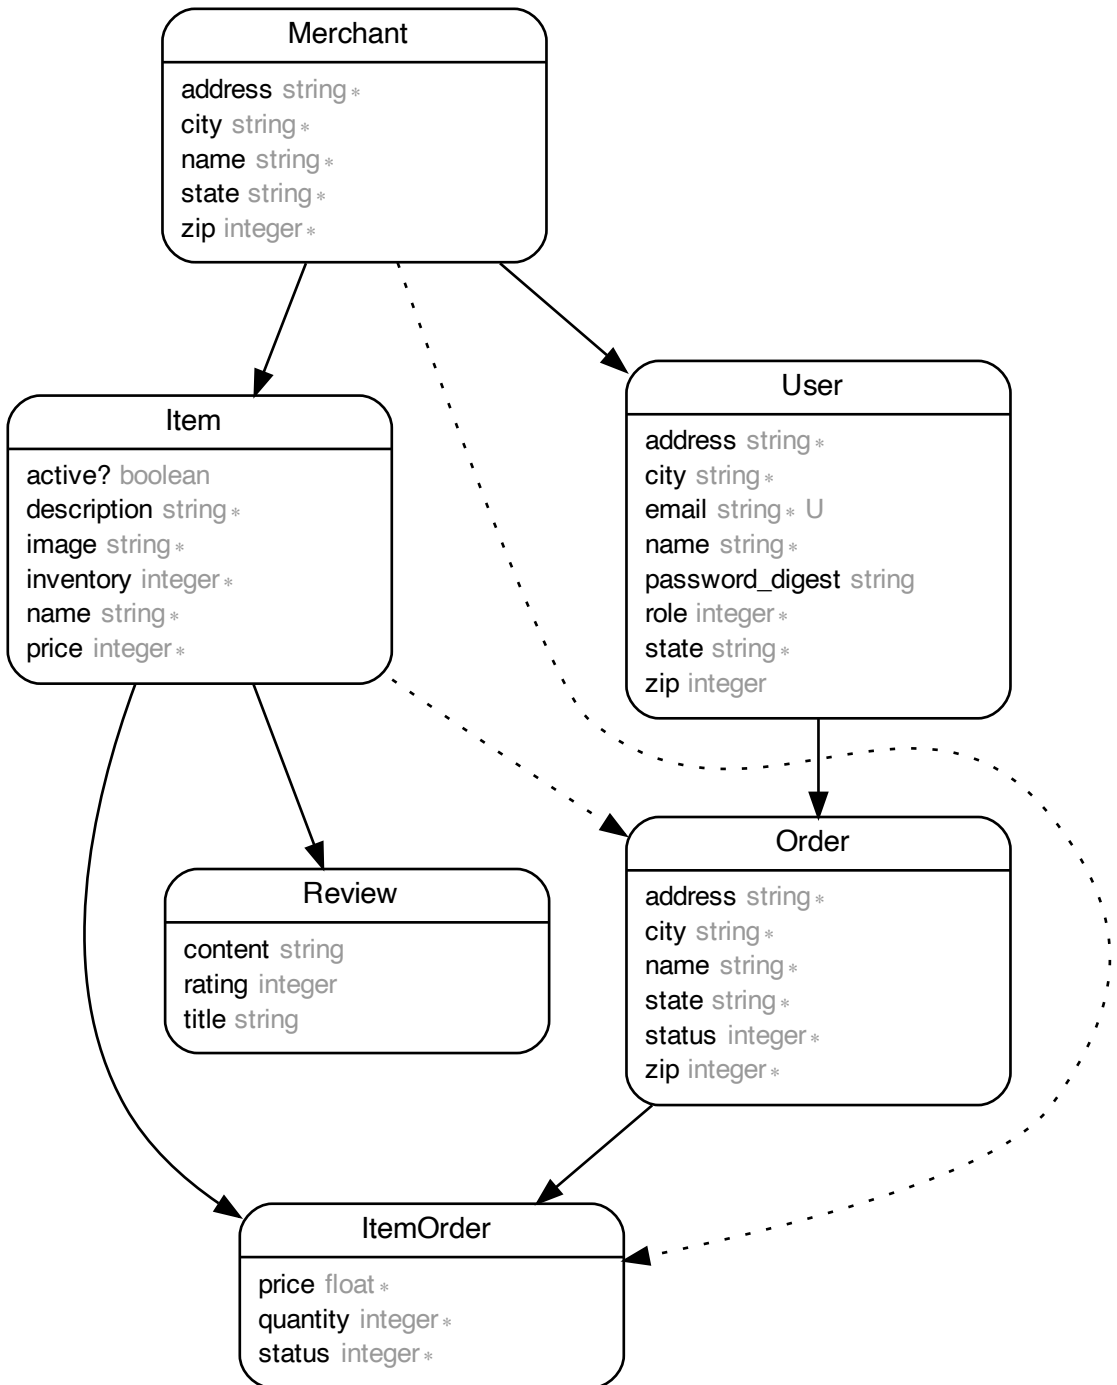 Merchant
address string *
city string *
name string *
state string *
zip integer *
Item
active? boolean
description string *
image string *
inventory integer *
name string *
price integer *
User
address string *
city string *
email string * U
name string *
password_digest string
role integer *
state string *
zip integer
Review
content string
rating integer
title string
Order
address string *
city string *
name string *
state string *
status integer *
zip integer *
ItemOrder
price float *
quantity integer *
status integer *